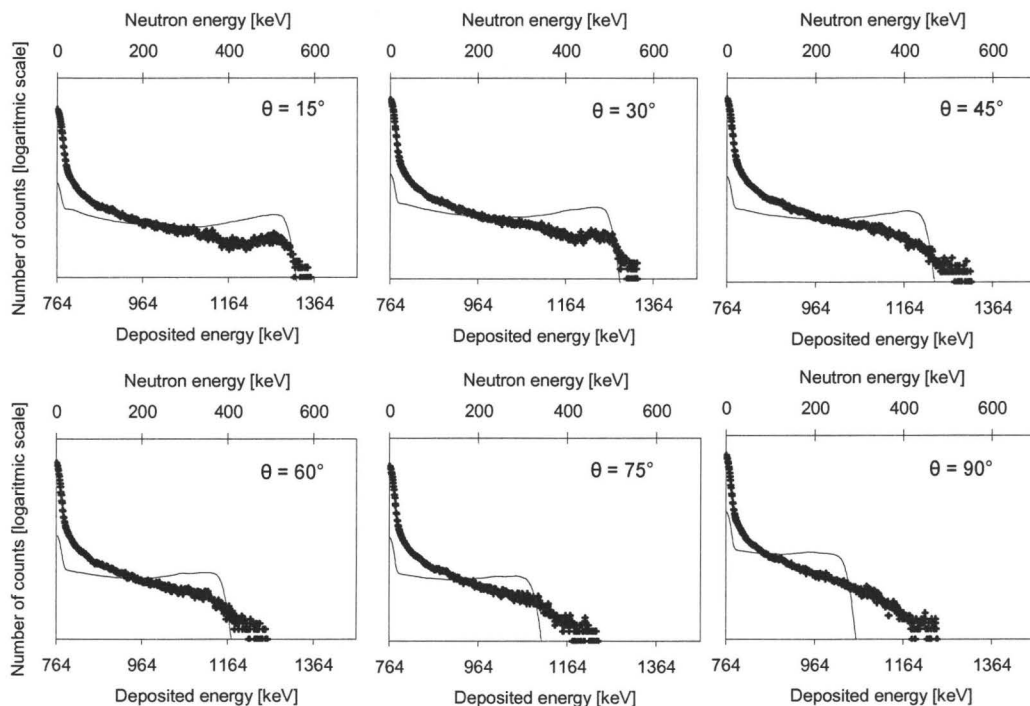 Neutron energy [keV]
0 200 400 600
Number of counts [logaritmic scale]
θ = 15°
764 964 1164 1364
Deposited energy [keV]
Neutron energy [keV]
0 200 400 600
θ = 30°
764 964 1164 1364
Deposited energy [keV]
Neutron energy [keV]
0 200 400 600
θ = 45°
764 964 1164 1364
Deposited energy [keV]
Neutron energy [keV]
0 200 400 600
Number of counts [logaritmic scale]
θ = 60°
764 964 1164 1364
Deposited energy [keV]
Neutron energy [keV]
0 200 400 600
θ = 75°
764 964 1164 1364
Deposited energy [keV]
Neutron energy [keV]
0 200 400 600
θ = 90°
764 964 1164 1364
Deposited energy [keV]